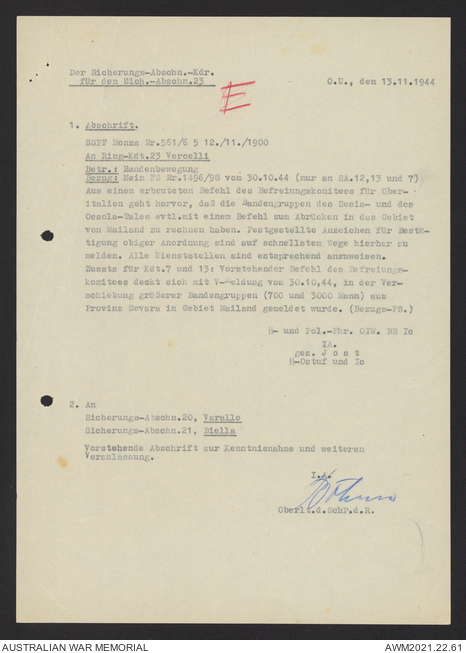 Der Sicherungs-Abschn.-Kdr.
für den Sich.-Abschn.23
O.U., den 13.11.1944
E
1. Abschrift.
SSPF Monza Nr.561/8 5 12./11./1900
An Ring-Kdt.23 Vercelli
Betr.: Bandenbewegung
Bezug: Mein FS Nr.1486/98 vom 30.10.44 (nur an SA.12,13 und 7)
Aus einem erbeuteten Befehl des Befreiungskomitees für Ober-
italien geht hervor, daß die Bandengruppen des Sesia- und des
Ossola-Tales evtl.mit einem Befehl zum Abrücken in das Gebiet
von Mailand zu rechnen haben. Festgestellte Anzeichen für Bestä-
tigung obiger Anordnung sind auf schnellstem Wege hierher zu
melden. Alle Dienststellen sind entsprechend anzuweisen.
Zusatz für Kdt.7 und 13: Vorstehender Befehl des Befreiungs-
komitees deckt sich mit V-Meldung vom 30.10.44, in der Ver-
schiebung größerer Bandengruppen (700 und 3000 Mann) aus
Provinz Novara in Gebiet Mailand gemeldet wurde. (Bezugs-FS.)
SS- und Pol.-Fhr. OIW. BB Ic
IA.
gez. J o s t
SS-Ostuf und Ic
2. An
Sicherungs-Abschn.20, Varallo
Sicherungs-Abschn.21, Biella
Vorstehende Abschrift zur Kenntnisnahme und weiteren
Veranlassung.
I.A.
Oberlt.d.SchP.d.R.
AUSTRALIAN WAR MEMORIAL
AWM2021.22.61